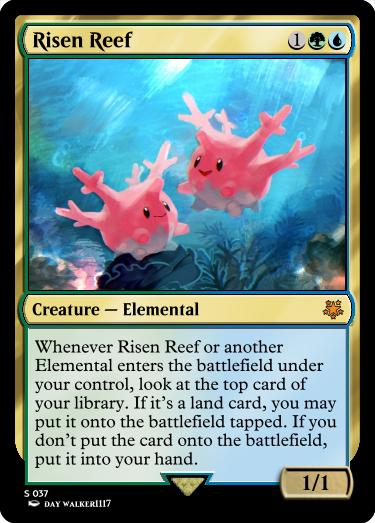 Risen Reef 1
Creature — Elemental
Whenever Risen Reef or another
Elemental enters the battlefield under
your control, look at the top card of
your library. If it's a land card, you may
put it onto the battlefield tapped. If you
don't put the card onto the battlefield,
put it into your hand.
1/1
S 037
DAY WALKER1117